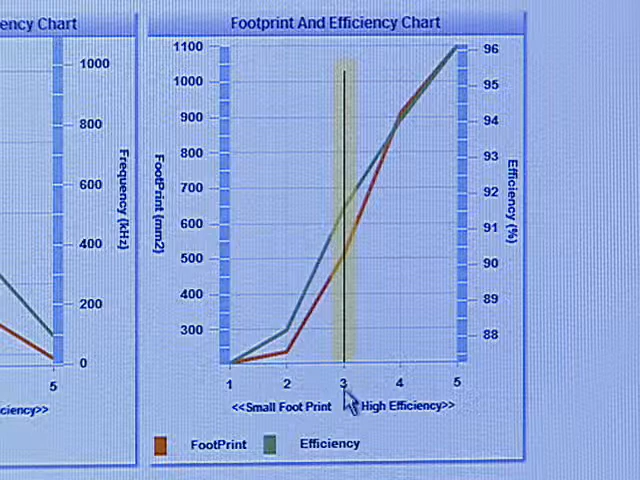 ency Chart
1000
800
600
400
200
0
Frequency (kHz)
5
ciency>>
Footprint And Efficiency Chart
1100
1000
900
800
700
600
500
400
300
FootPrint (mm2)
96
95
94
93
92
91
90
89
88
Efficiency (%)
1 2 3 4 5
<<Small Foot Print High Efficiency>>
FootPrint Efficiency